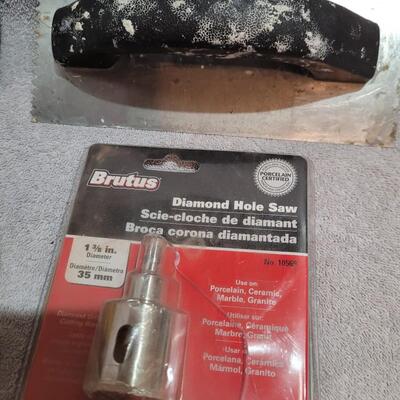 Brutus
PORCELAIN
CERTIFIED
Diamond Hole Saw
Scie-cloche de diamant
Broca corona diamantada
1 3/8 in.
Diameter
Diamètre/Diámetro
35 mm
No.
Use on:
Porcelain, Ceramic,
Marble, Granite
Utiliser sur:
Porcelaine, Céramique
Marbre, Granit
Usar
Porcelana, Cerámica
Mármol, Granito